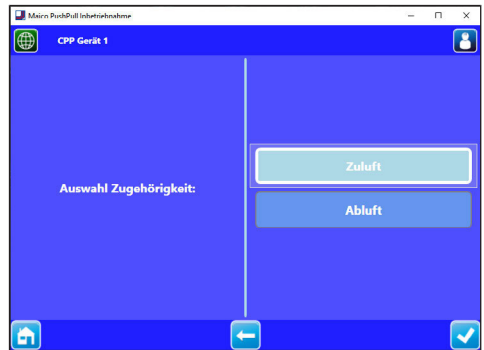 Maico PushPull Inbetriebnahme
CPP Gerät 1
Auswahl Zugehörigkeit:
Zuluft
Abluft